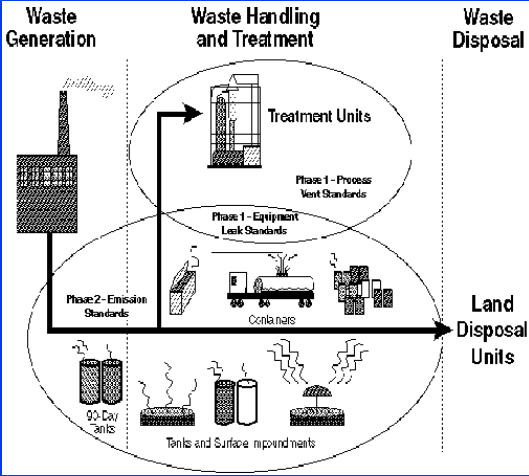 Waste
Generation
Waste Handling
and Treatment
Waste
Disposal
Treatment Units
Phase 1 - Process
Vent Standards
Phase 1 - Equipment
Leak Standards
Phase 2 - Emission
Standards
Containers
Land
Disposal
Units
90-Day
Tanks
Tanks and Surface Impoundments